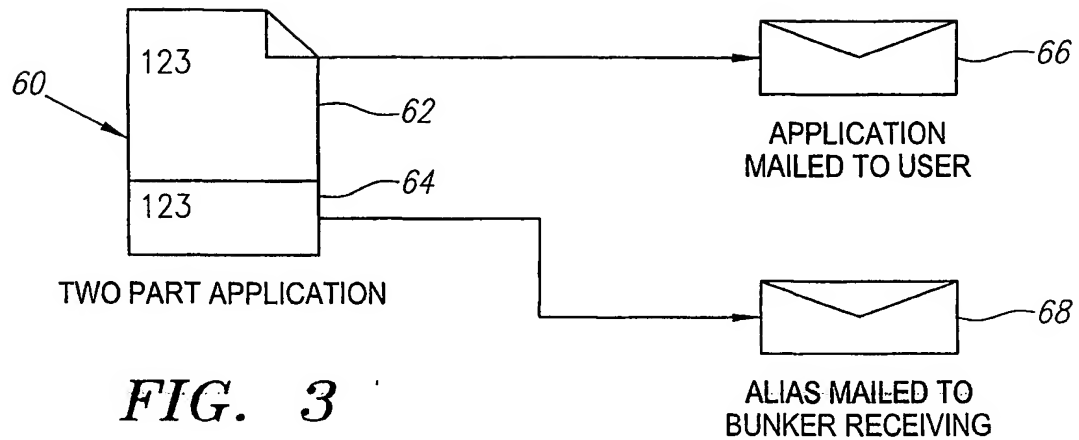 123
60
62
66
APPLICATION
MAILED TO USER
64
123
TWO PART APPLICATION
68
FIG. 3
ALIAS MAILED TO
BUNKER RECEIVING